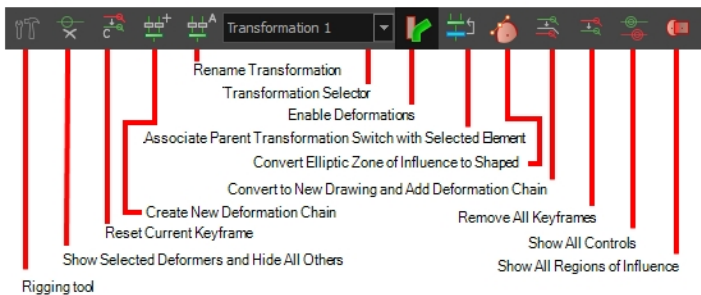 Transformation 1
Rename Transformation
Transformation Selector
Enable Deformations
Associate Parent Transformation Switch with Selected Element
Convert Elliptic Zone of Influence to Shaped
Convert to New Drawing and Add Deformation Chain
Create New Deformation Chain
Remove All Keyframes
Reset Current Keyframe
Show All Controls
Show Selected Deformers and Hide All Others
Show All Regions of Influence
Rigging tool